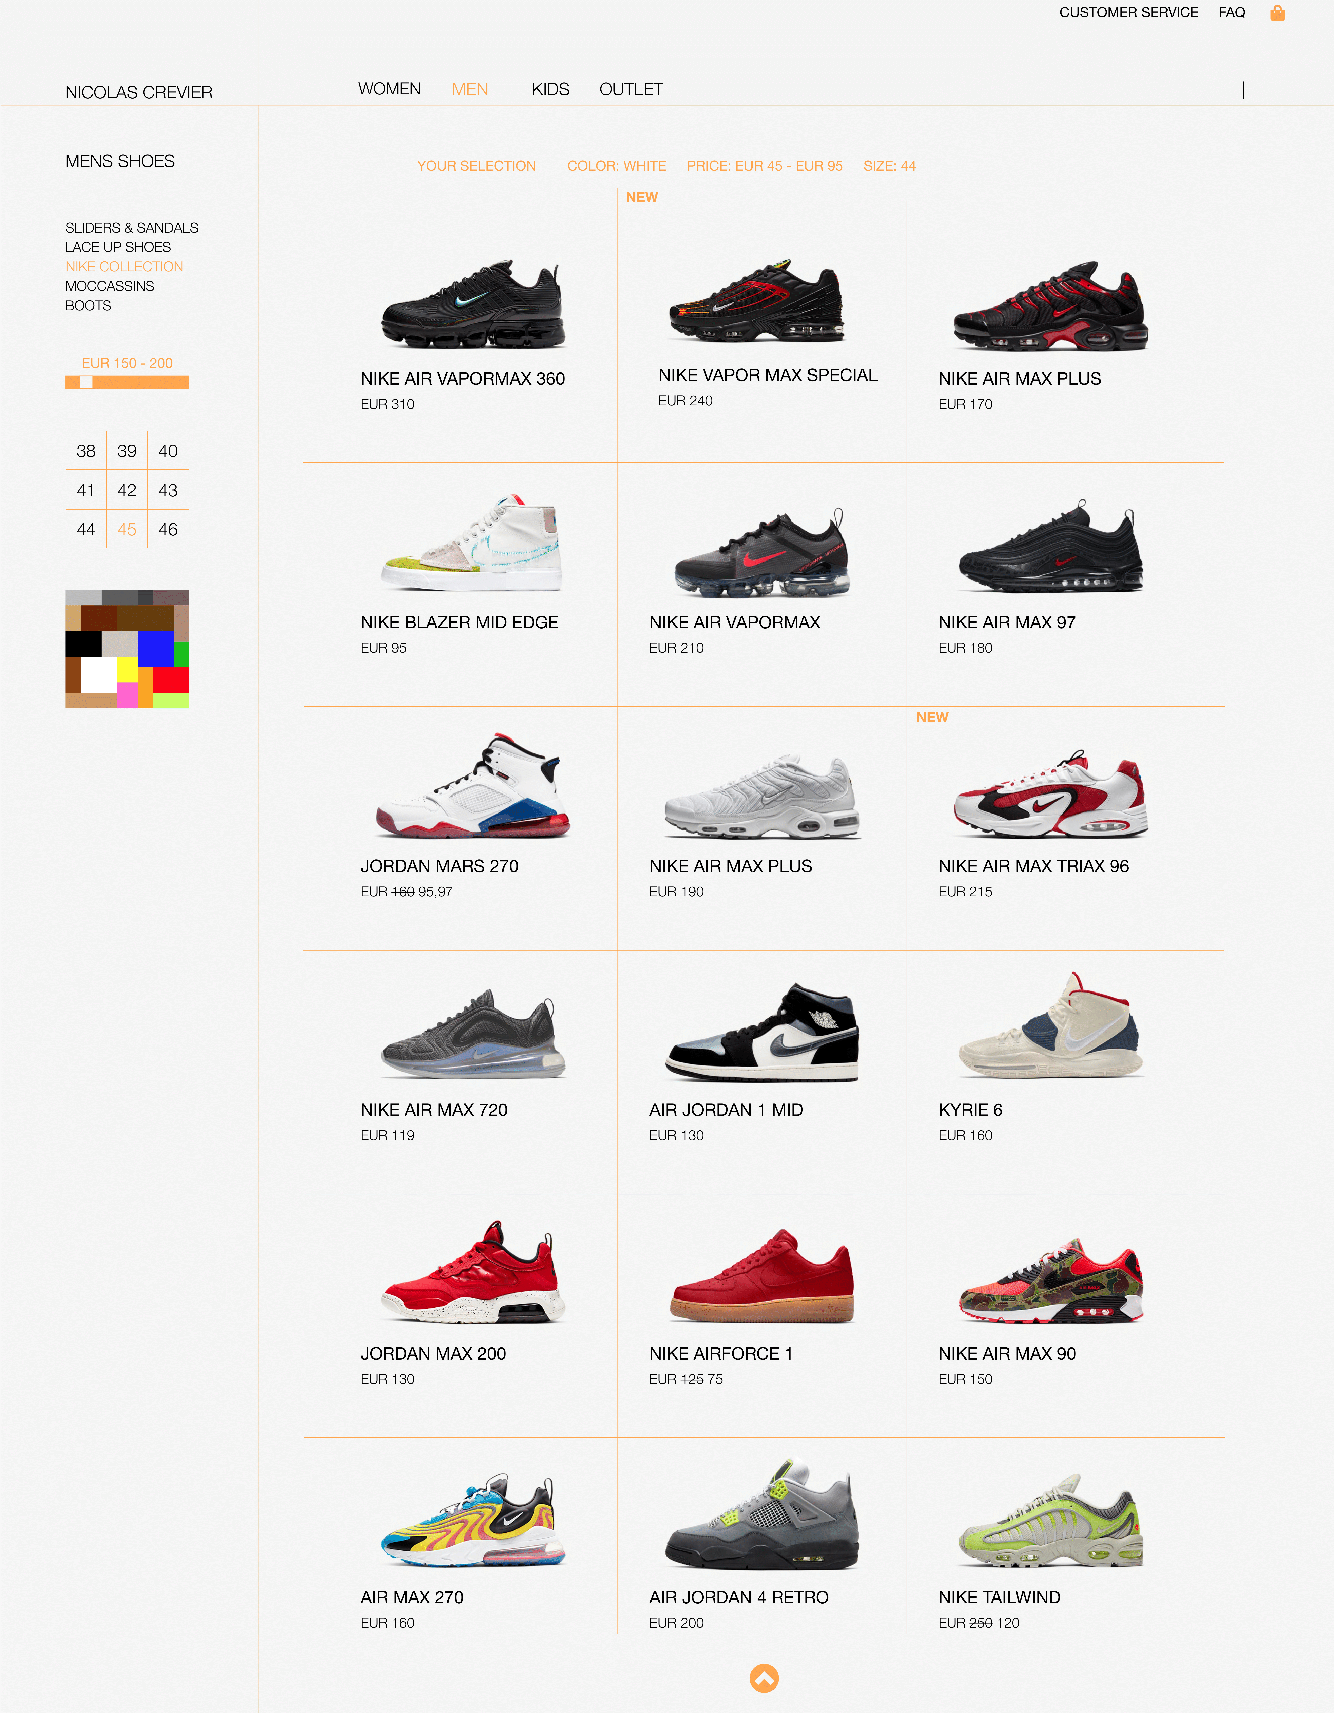 CUSTOMER SERVICE FAQ
NICOLAS CREVIER
WOMEN MEN KIDS OUTLET
MENS SHOES
SLIDERS & SANDALS
LACE UP SHOES
NIKE COLLECTION
MOCCASSINS
BOOTS
EUR 150 - 200
38 39 40
41 42 43
44 45 46
YOUR SELECTION COLOR: WHITE PRICE: EUR 45 - EUR 95 SIZE: 44
NEW
NIKE AIR VAPORMAX 360
EUR 310
NIKE VAPOR MAX SPECIAL
EUR 240
NIKE AIR MAX PLUS
EUR 170
NIKE BLAZER MID EDGE
EUR 95
NIKE AIR VAPORMAX
EUR 210
NIKE AIR MAX 97
EUR 180
NEW
JORDAN MARS 270
EUR 160 95,97
NIKE AIR MAX PLUS
EUR 190
NIKE AIR MAX TRIAX 96
EUR 215
NIKE AIR MAX 720
EUR 119
AIR JORDAN 1 MID
EUR 130
KYRIE 6
EUR 160
JORDAN MAX 200
EUR 130
NIKE AIRFORCE 1
EUR 125 75
NIKE AIR MAX 90
EUR 150
AIR MAX 270
EUR 160
AIR JORDAN 4 RETRO
EUR 200
NIKE TAILWIND
EUR 250 120